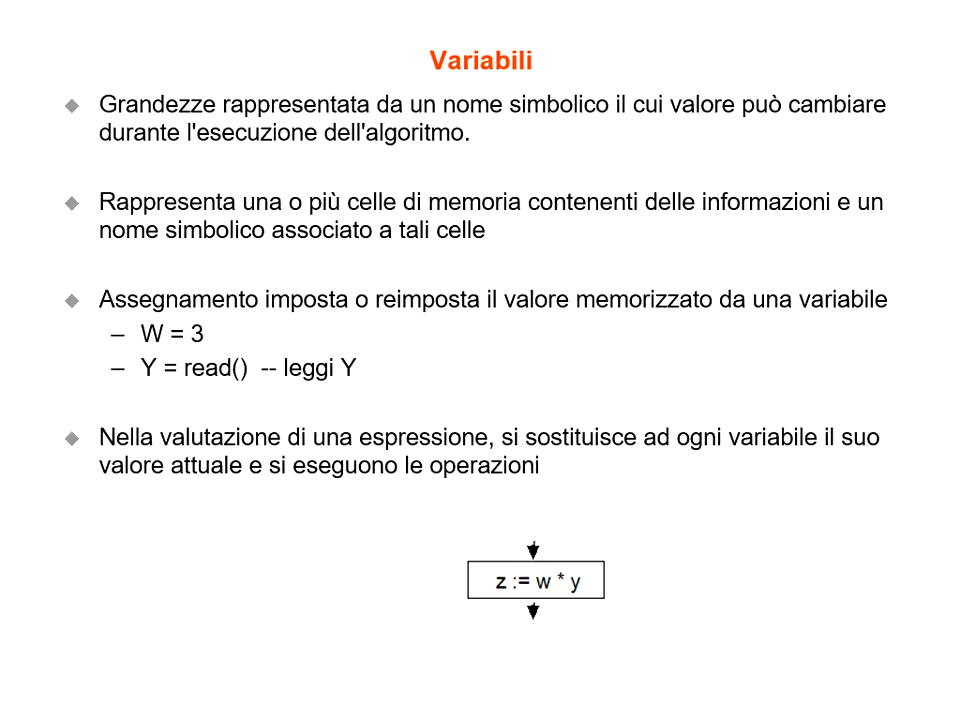 Variabili
Grandezze rappresentata da un nome simbolico il cui valore può cambiare
durante l'esecuzione dell'algoritmo.
Rappresenta una o più celle di memoria contenenti delle informazioni e un
nome simbolico associato a tali celle
Assegnamento imposta o reimposta il valore memorizzato da una variabile
– W = 3
– Y = read() -- leggi Y
Nella valutazione di una espressione, si sostituisce ad ogni variabile il suo
valore attuale e si eseguono le operazioni
z := w * y